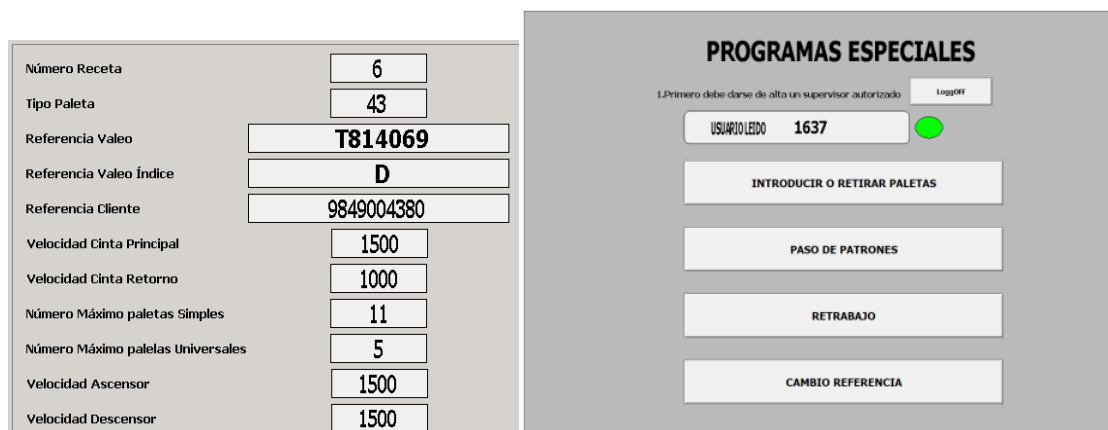 Número Receta 6
Tipo Paleta 43
Referencia Valeo T814069
Referencia Valeo Índice D
Referencia Cliente 9849004380
Velocidad Cinta Principal 1500
Velocidad Cinta Retorno 1000
Número Máximo paletas Simples 11
Número Máximo palelas Universales 5
Velocidad Ascensor 1500
Velocidad Descensor 1500
PROGRAMAS ESPECIALES
1.Primero debe darse de alta un supervisor autorizado LoggOff
USUARIO LEIDO 1637
INTRODUCIR O RETIRAR PALETAS
PASO DE PATRONES
RETRABAJO
CAMBIO REFERENCIA